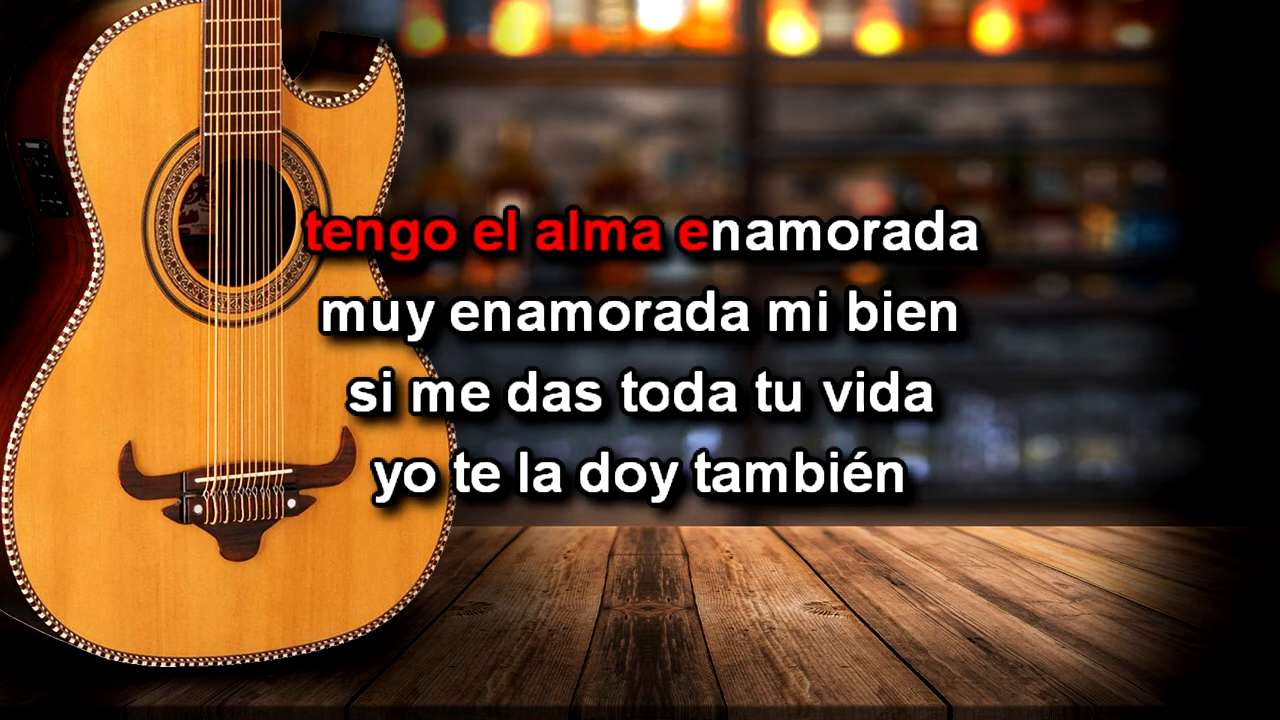 tengo el alma enamorada
muy enamorada mi bien
si me das toda tu vida
yo te la doy también